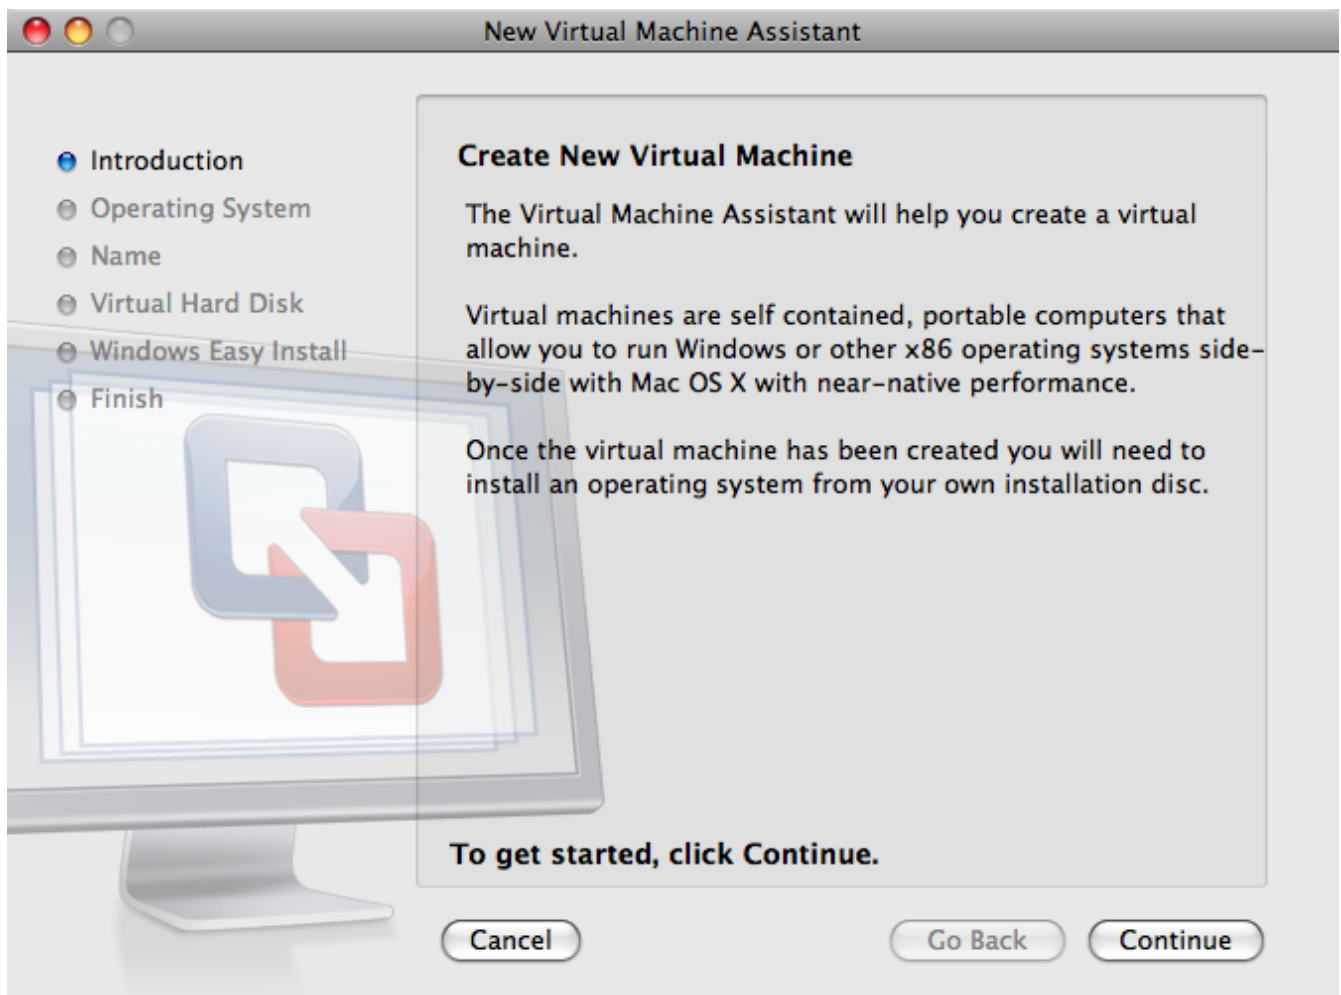 New Virtual Machine Assistant
Introduction
Operating System
Name
Virtual Hard Disk
Windows Easy Install
Finish
Create New Virtual Machine
The Virtual Machine Assistant will help you create a virtual
machine.
Virtual machines are self contained, portable computers that
allow you to run Windows or other x86 operating systems side-
by-side with Mac OS X with near-native performance.
Once the virtual machine has been created you will need to
install an operating system from your own installation disc.
To get started, click Continue.
Cancel
Go Back
Continue